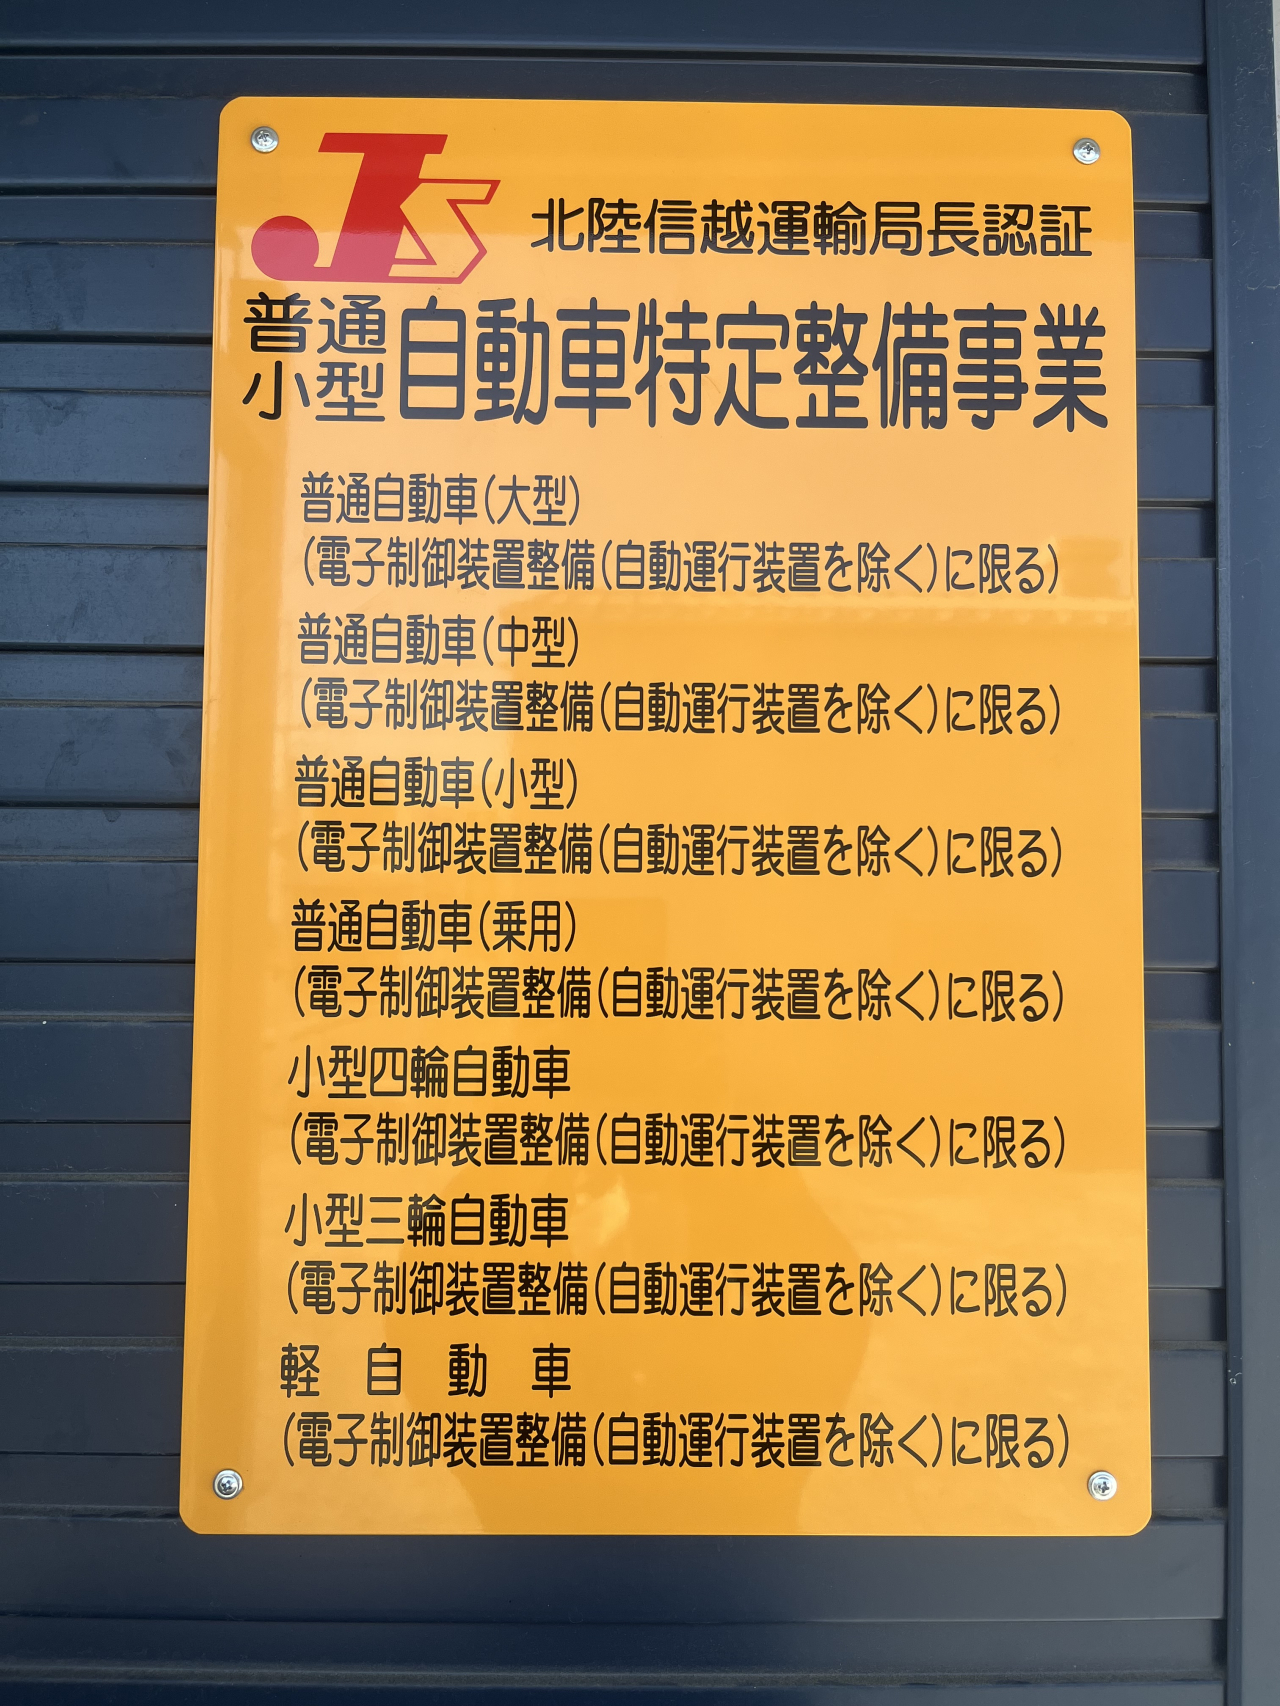 JKS
北陸信越運輸局長認証
普通
小型
自動車特定整備事業
普通自動車(大型)
(電子制御装置整備(自動運行装置を除く)に限る)
普通自動車(中型)
(電子制御装置整備(自動運行装置を除く)に限る)
普通自動車(小型)
(電子制御装置整備(自動運行装置を除く)に限る)
普通自動車(乗用)
(電子制御装置整備(自動運行装置を除く)に限る)
小型四輪自動車
(電子制御装置整備(自動運行装置を除く)に限る)
小型三輪自動車
(電子制御装置整備(自動運行装置を除く)に限る)
軽自動車
(電子制御装置整備(自動運行装置を除く)に限る)